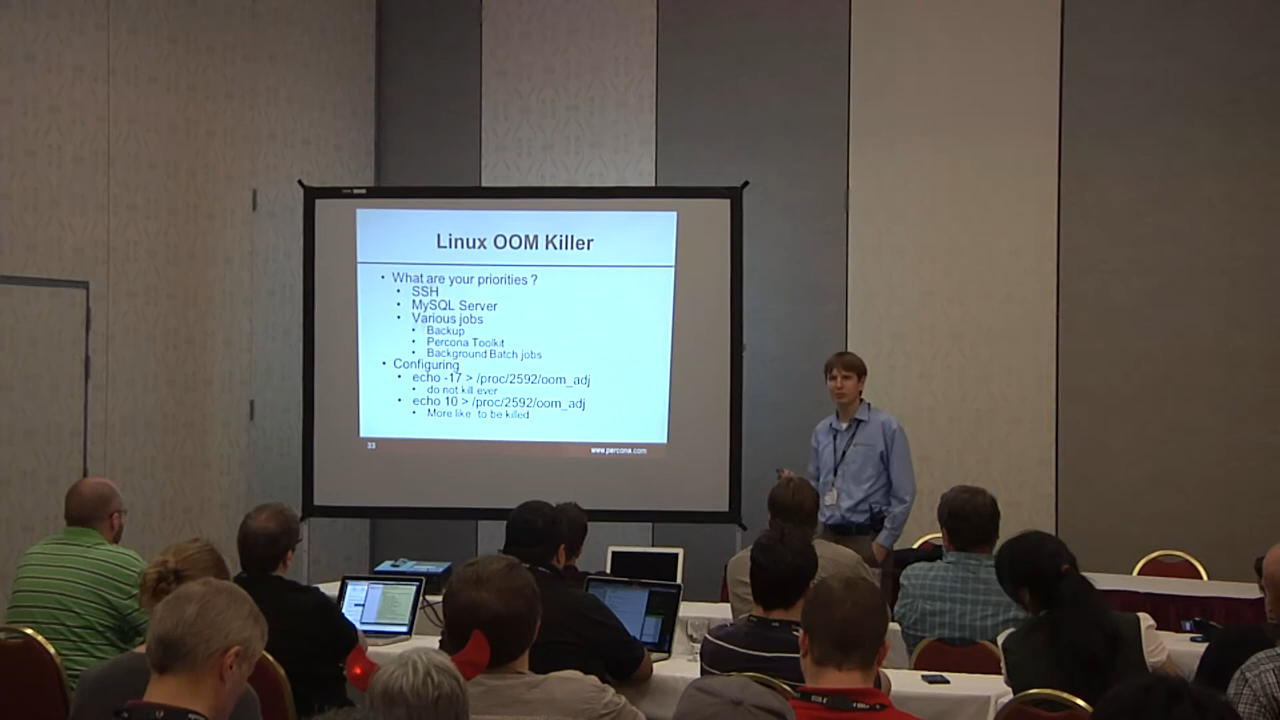 Linux OOM Killer
• What are your priorities ?
• SSH
• MySQL Server
• Various jobs
• Backup
• Percona Toolkit
• Background Batch jobs
• Configuring
• echo -17 > /proc/2592/oom_adj
• do not kill ever
• echo 10 > /proc/2592/oom_adj
• More like to be killed
33
www.percona.com